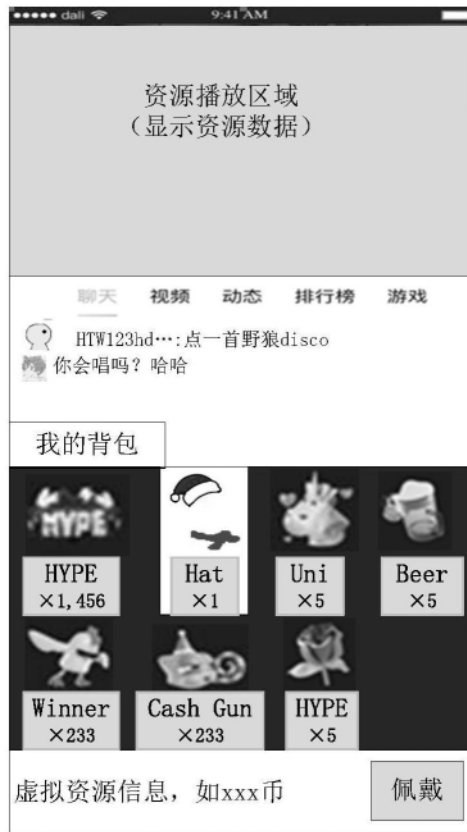 dali 9:41 AM
资源播放区域
（显示资源数据）
聊天 视频 动态 排行榜 游戏
HTW123hd…:点一首野狼disco
你会唱吗？哈哈
我的背包
HYPE
HYPE Hat Uni Beer
×1,456 ×1 ×5 ×5
Winner Cash Gun HYPE
×233 ×233 ×5
虚拟资源信息，如xxx币 佩戴